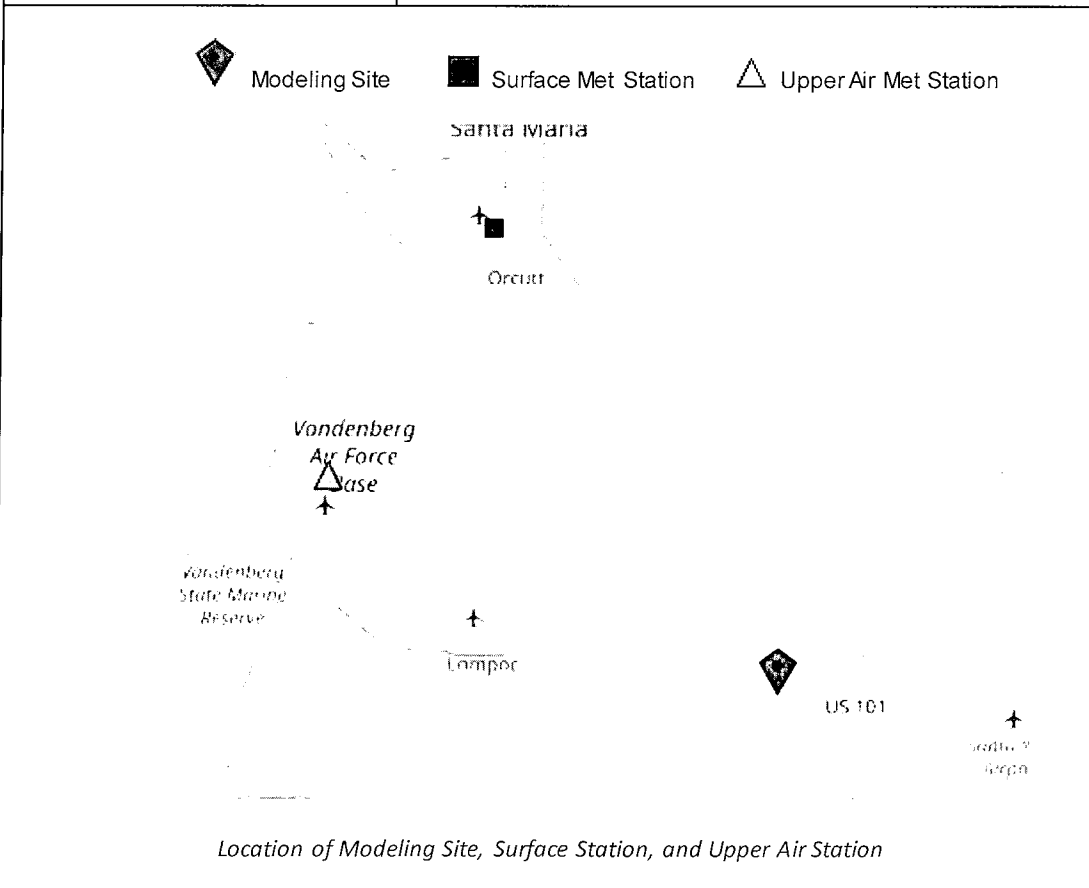 Modeling Site
Surface Met Station
Upper Air Met Station
Santa Maria
Orcutt
Vandenberg
Air Force
Base
Vandenberg
State Marine
Reserve
Lompoc
US 101
Location of Modeling Site, Surface Station, and Upper Air Station